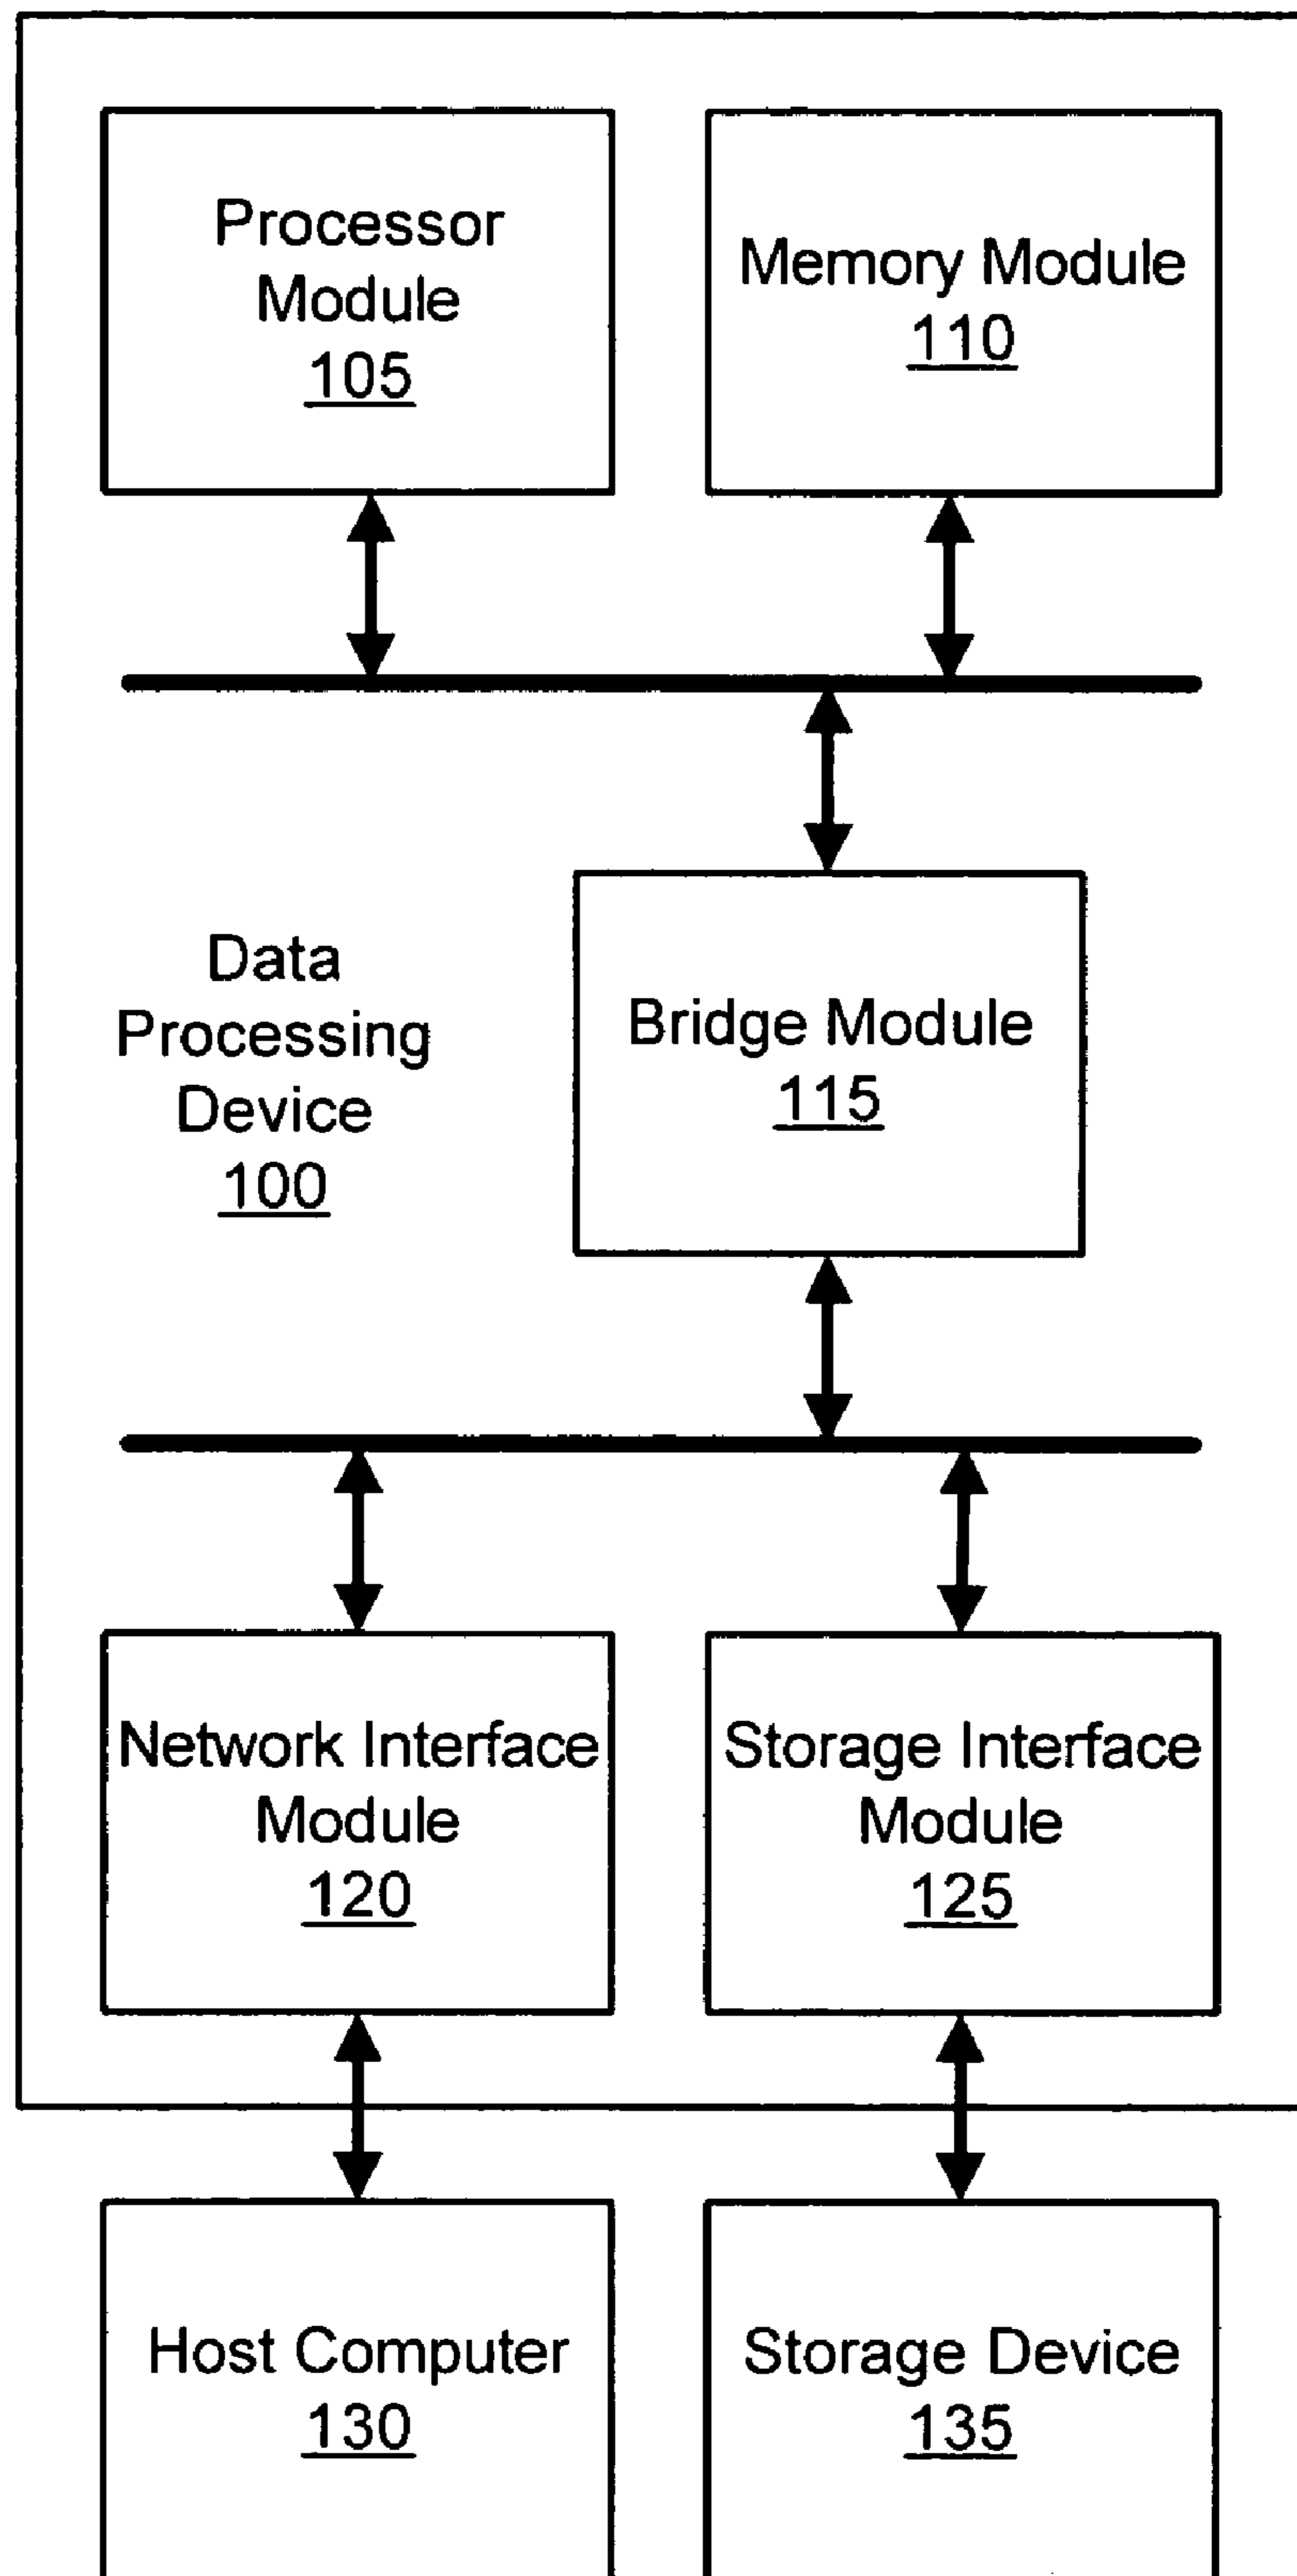 Processor
Module
105
Memory Module
110
Data
Processing
Device
100
Bridge Module
115
Network Interface
Module
120
Storage Interface
Module
125
Host Computer
130
Storage Device
135